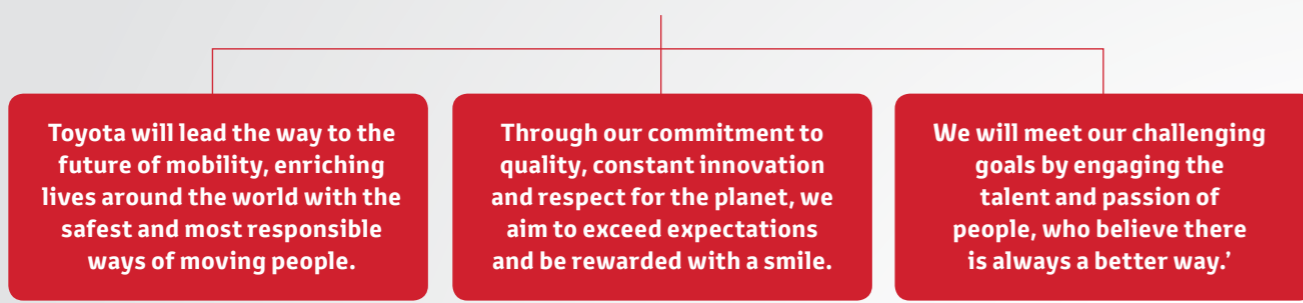 Toyota will lead the way to the
future of mobility, enriching
lives around the world with the
safest and most responsible
ways of moving people.
Through our commitment to
quality, constant innovation
and respect for the planet, we
aim to exceed expectations
and be rewarded with a smile.
We will meet our challenging
goals by engaging the
talent and passion of
people, who believe there
is always a better way.’